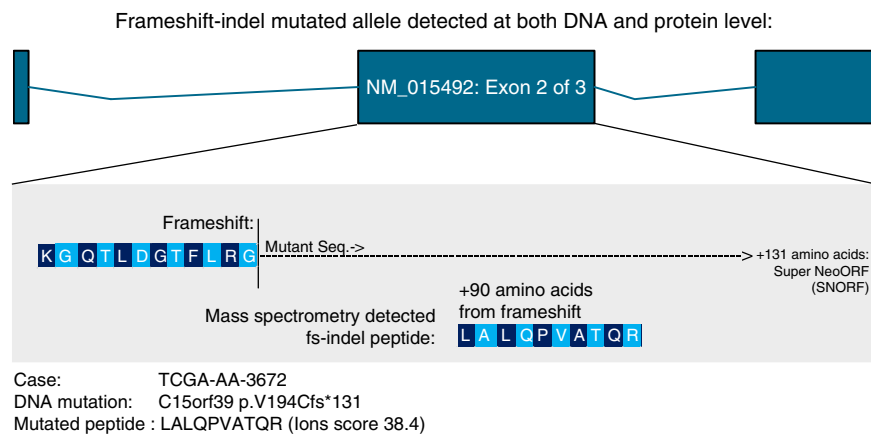 Frameshift-indel mutated allele detected at both DNA and protein level:
NM_015492: Exon 2 of 3
Frameshift:
KGQTLDGTFLRG
Mutant Seq.->
+131 amino acids:
Super NeoORF
(SNORF)
+90 amino acids
from frameshift
Mass spectrometry detected
fs-indel peptide:
LALQPVATQR
Case: TCGA-AA-3672
DNA mutation: C15orf39 p.V194Cfs*131
Mutated peptide : LALQPVATQR (Ions score 38.4)